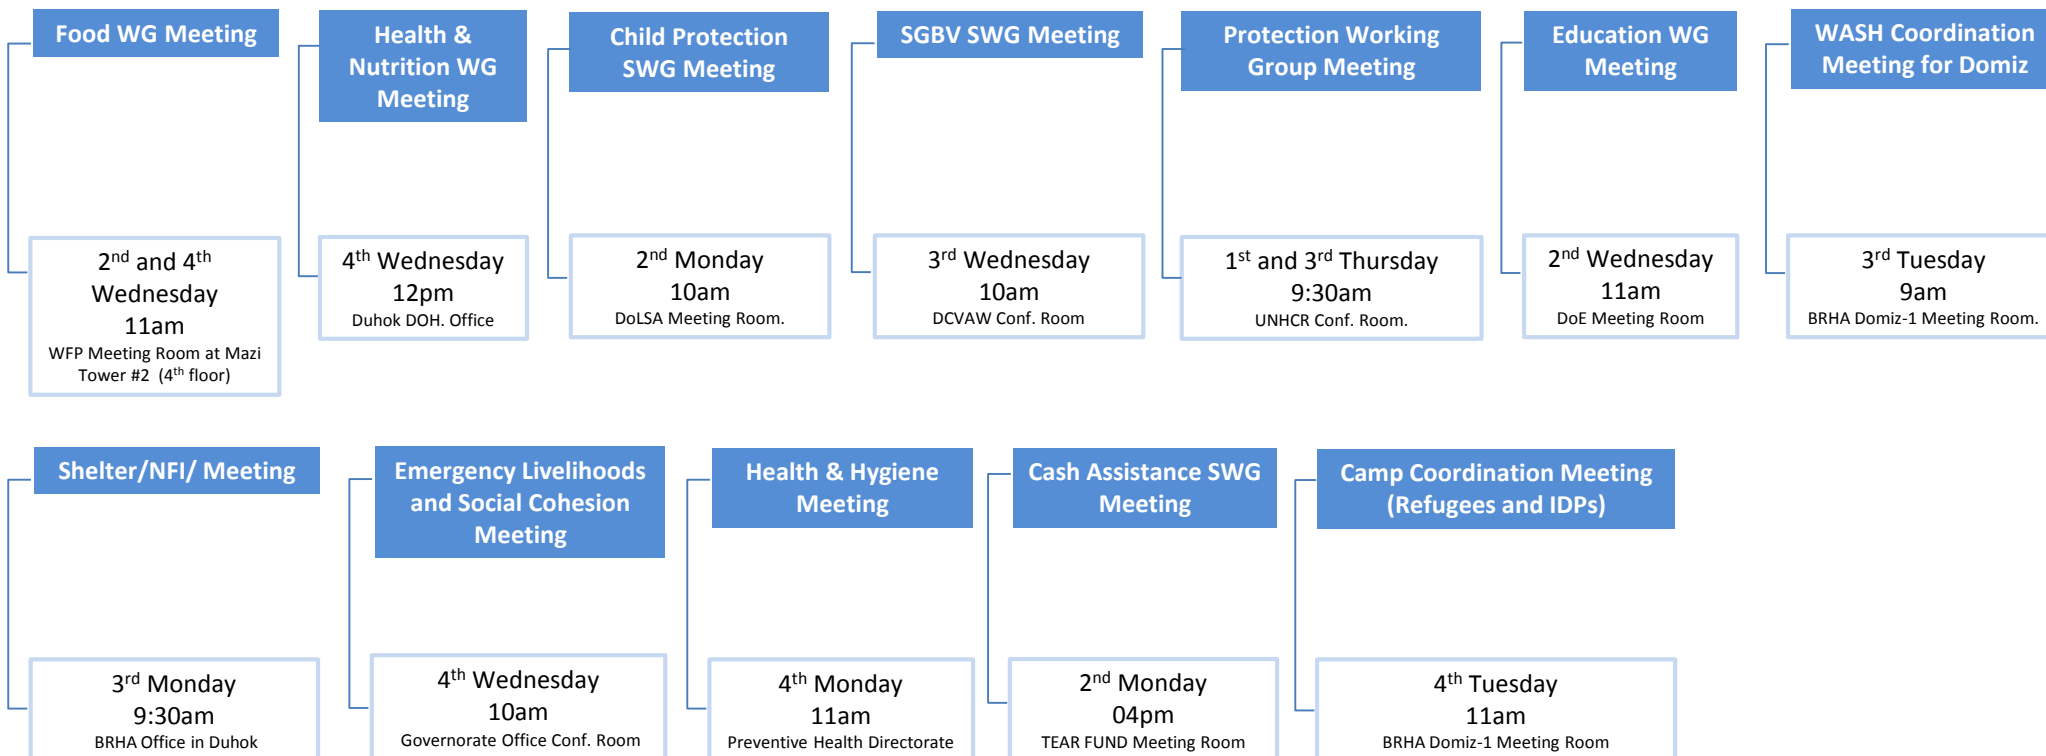 Food WG Meeting
2nd and 4th
Wednesday
11am
WFP Meeting Room at Mazi
Tower #2 (4th floor)
Health &
Nutrition WG
Meeting
4th Wednesday
12pm
Duhok DOH. Office
Child Protection
SWG Meeting
2nd Monday
10am
DoLSA Meeting Room.
SGBV SWG Meeting
3rd Wednesday
10am
DCVAW Conf. Room
Protection Working
Group Meeting
1st and 3rd Thursday
9:30am
UNHCR Conf. Room.
Education WG
Meeting
2nd Wednesday
11am
DoE Meeting Room
WASH Coordination
Meeting for Domiz
3rd Tuesday
9am
BRHA Domiz-1 Meeting Room.
Shelter/NFI/ Meeting
3rd Monday
9:30am
BRHA Office in Duhok
Emergency Livelihoods
and Social Cohesion
Meeting
4th Wednesday
10am
Governorate Office Conf. Room
Health & Hygiene
Meeting
4th Monday
11am
Preventive Health Directorate
Cash Assistance SWG
Meeting
2nd Monday
04pm
TEAR FUND Meeting Room
Camp Coordination Meeting
(Refugees and IDPs)
4th Tuesday
11am
BRHA Domiz-1 Meeting Room